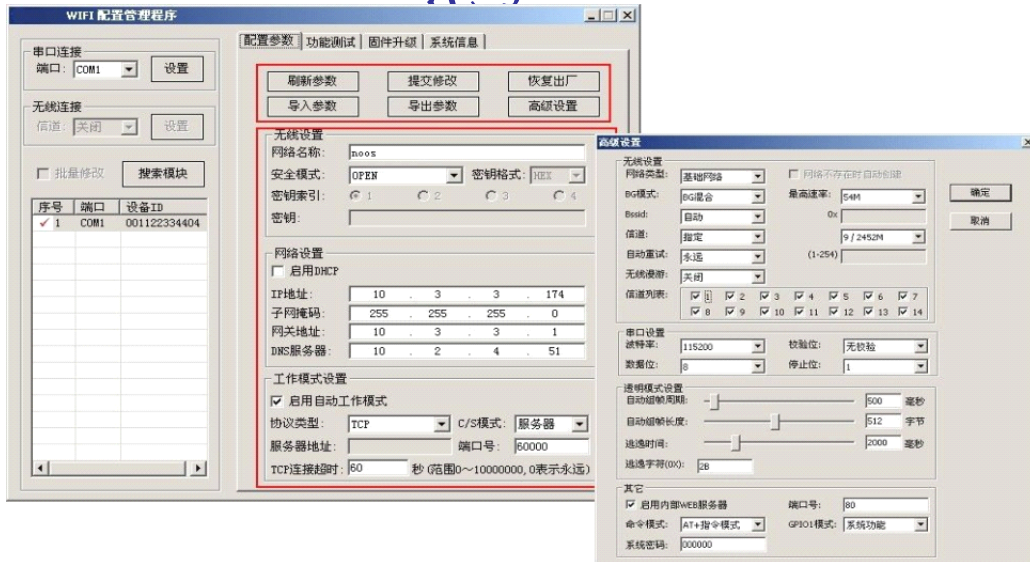 WIFI 配置管理程序
串口连接
端口: COM1 设置
无线连接
信道: 关闭 设置
批量修改 搜索模块
序号 端口 设备ID
1 COM1 001122334404
配置参数 功能测试 固件升级 系统信息
刷新参数 提交修改 恢复出厂
导入参数 导出参数 高级设置
无线设置
网络名称: noos
安全模式: OPEN 密钥格式: HEX
密钥索引: 1 2 3 4
密钥:
网络设置
启用DHCP
IP地址: 10 . 3 . 3 . 174
子网掩码: 255 . 255 . 255 . 0
网关地址: 10 . 3 . 3 . 1
DNS服务器: 10 . 2 . 4 . 51
工作模式设置
启用自动工作模式
协议类型: TCP C/S模式: 服务器
服务器地址: 端口号: 60000
TCP连接超时: 60 秒(范围0～10000000,0表示永远)
高级设置
无线设置
网络类型: 基础网络 网络不存在时自动创建
BG模式: BG混合 最高速率: 54M
Bssid: 自动 0x
信道: 指定 9 / 2452M
自动重试: 永远 (1-254)
无线漫游: 关闭
信道列表: 1 2 3 4 5 6 7
8 9 10 11 12 13 14
确定
取消
串口设置
波特率: 115200 校验位: 无校验
数据位: 8 停止位: 1
透明模式设置
自动组帧周期: 500 毫秒
自动组帧长度: 512 字节
逃逸时间: 2000 毫秒
逃逸字符(0X): 2B
其它
启用内部WEB服务器 端口号: 80
命令模式: AT+指令模式 GPIO1模式: 系统功能
系统密码: 000000